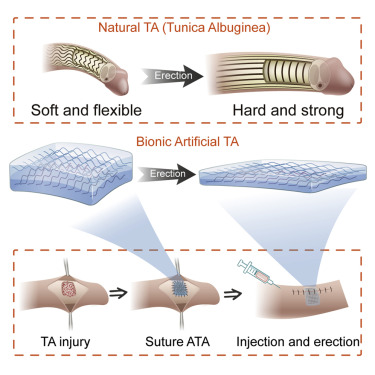 Natural TA (Tunica Albuginea)
Erection
Soft and flexible
Hard and strong
Bionic Artificial TA
Erection
TA injury
Suture ATA
Injection and erection